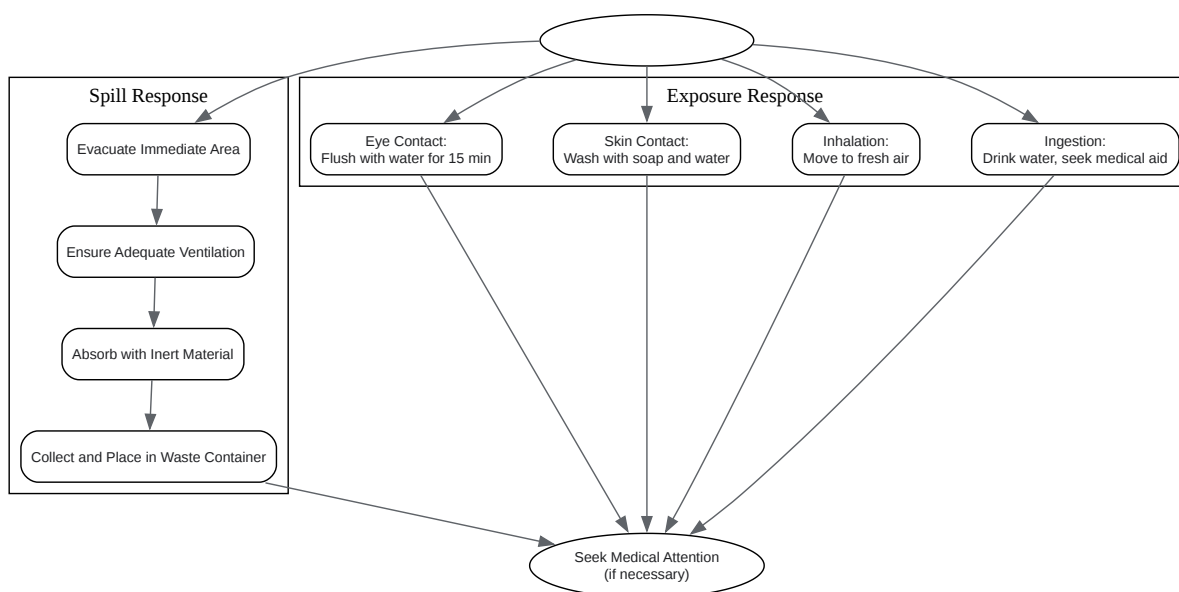 Spill Response
Evacuate Immediate Area
Ensure Adequate Ventilation
Absorb with Inert Material
Collect and Place in Waste Container
Exposure Response
Eye Contact:
Flush with water for 15 min
Skin Contact:
Wash with soap and water
Inhalation:
Move to fresh air
Ingestion:
Drink water, seek medical aid
Seek Medical Attention
(if necessary)